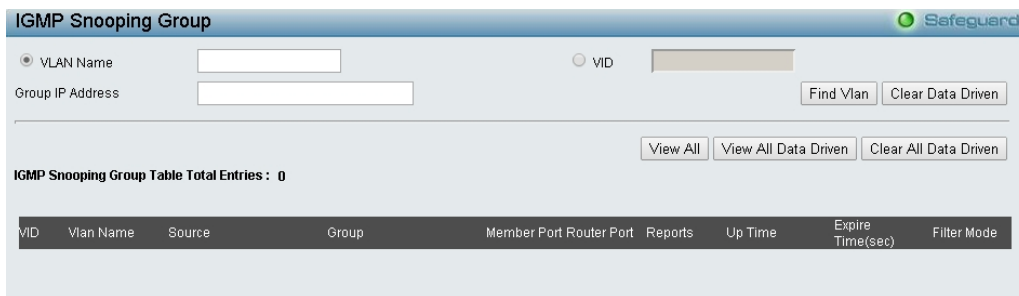 IGMP Snooping Group
Safeguard
VLAN Name
VID
Group IP Address
Find Vlan
Clear Data Driven
View All
View All Data Driven
Clear All Data Driven
IGMP Snooping Group Table Total Entries : 0
VID Vlan Name Source Group Member Port Router Port Reports Up Time Expire Time(sec) Filter Mode